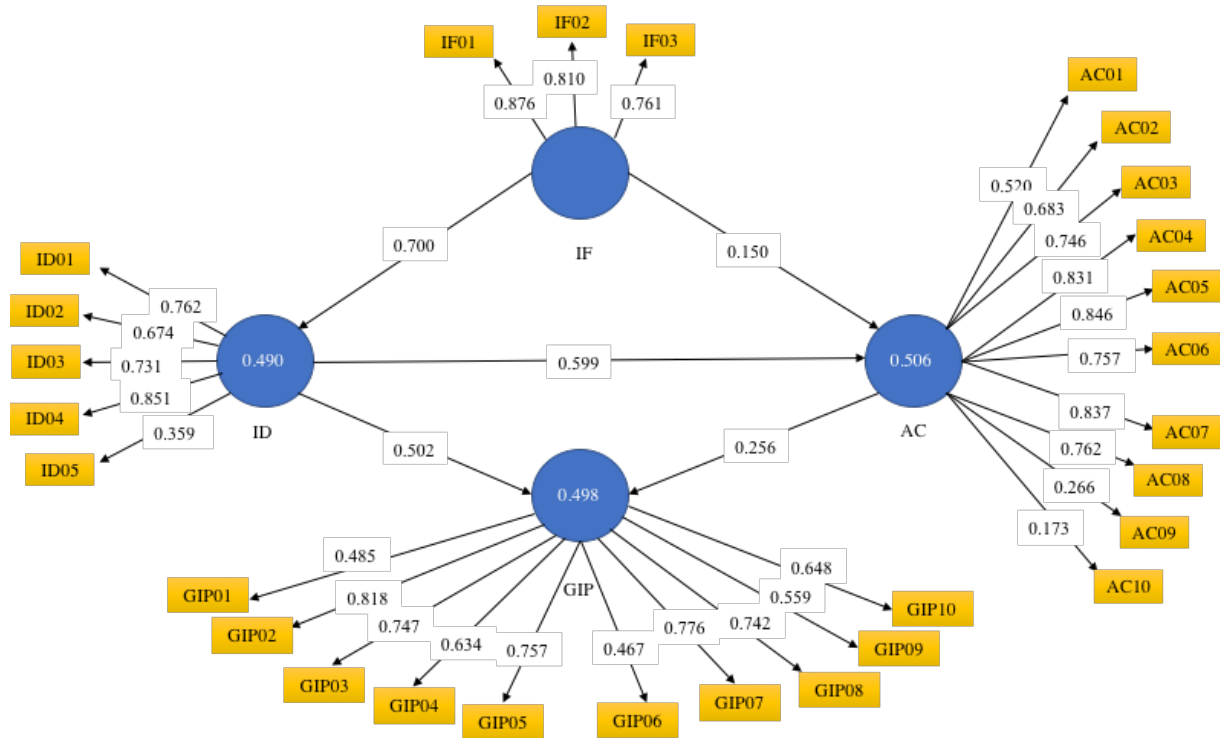 IF02
IF01
IF03
0.810
0.876
0.761
AC01
AC02
AC03
AC04
AC05
AC06
AC07
AC08
AC09
AC10
0.520
0.683
0.746
0.831
0.846
0.757
0.837
0.762
0.266
0.173
IF
0.700
0.150
ID01
ID02
ID03
ID04
ID05
0.762
0.674
0.731
0.851
0.359
0.490
ID
0.599
0.506
AC
0.502
0.256
0.498
GIP
0.485
0.818
0.747
0.634
0.757
0.467
0.776
0.742
0.559
0.648
GIP01
GIP02
GIP03
GIP04
GIP05
GIP06
GIP07
GIP08
GIP09
GIP10